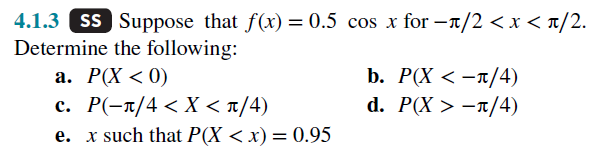 4.1.3 SS Suppose that f(x) = 0.5 cos x for −π/2 < x < π/2.
Determine the following:
a. P(X < 0) b. P(X < −π/4)
c. P(−π/4 < X < π/4) d. P(X > −π/4)
e. x such that P(X < x) = 0.95